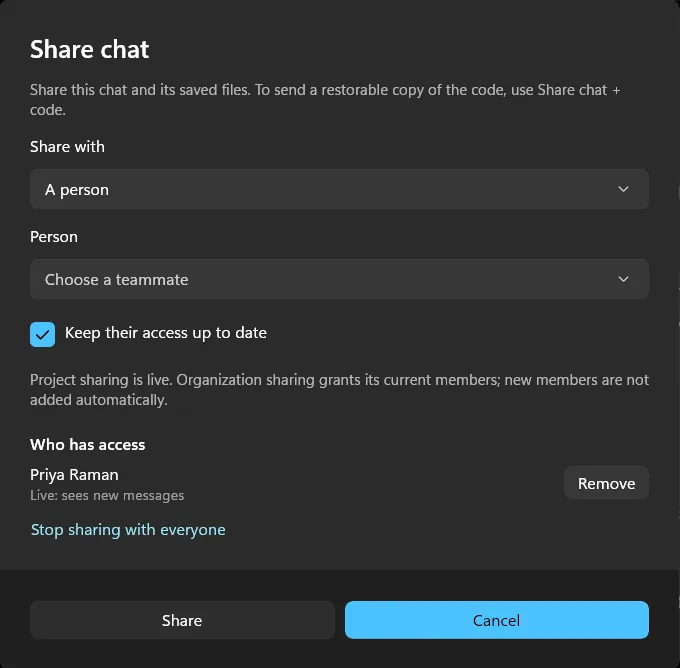 Share chat
Share this chat and its saved files. To send a restorable copy of the code, use Share chat +
code.
Share with
A person
Person
Choose a teammate
Keep their access up to date
Project sharing is live. Organization sharing grants its current members; new members are not
added automatically.
Who has access
Priya Raman
Live: sees new messages
Remove
Stop sharing with everyone
Share
Cancel